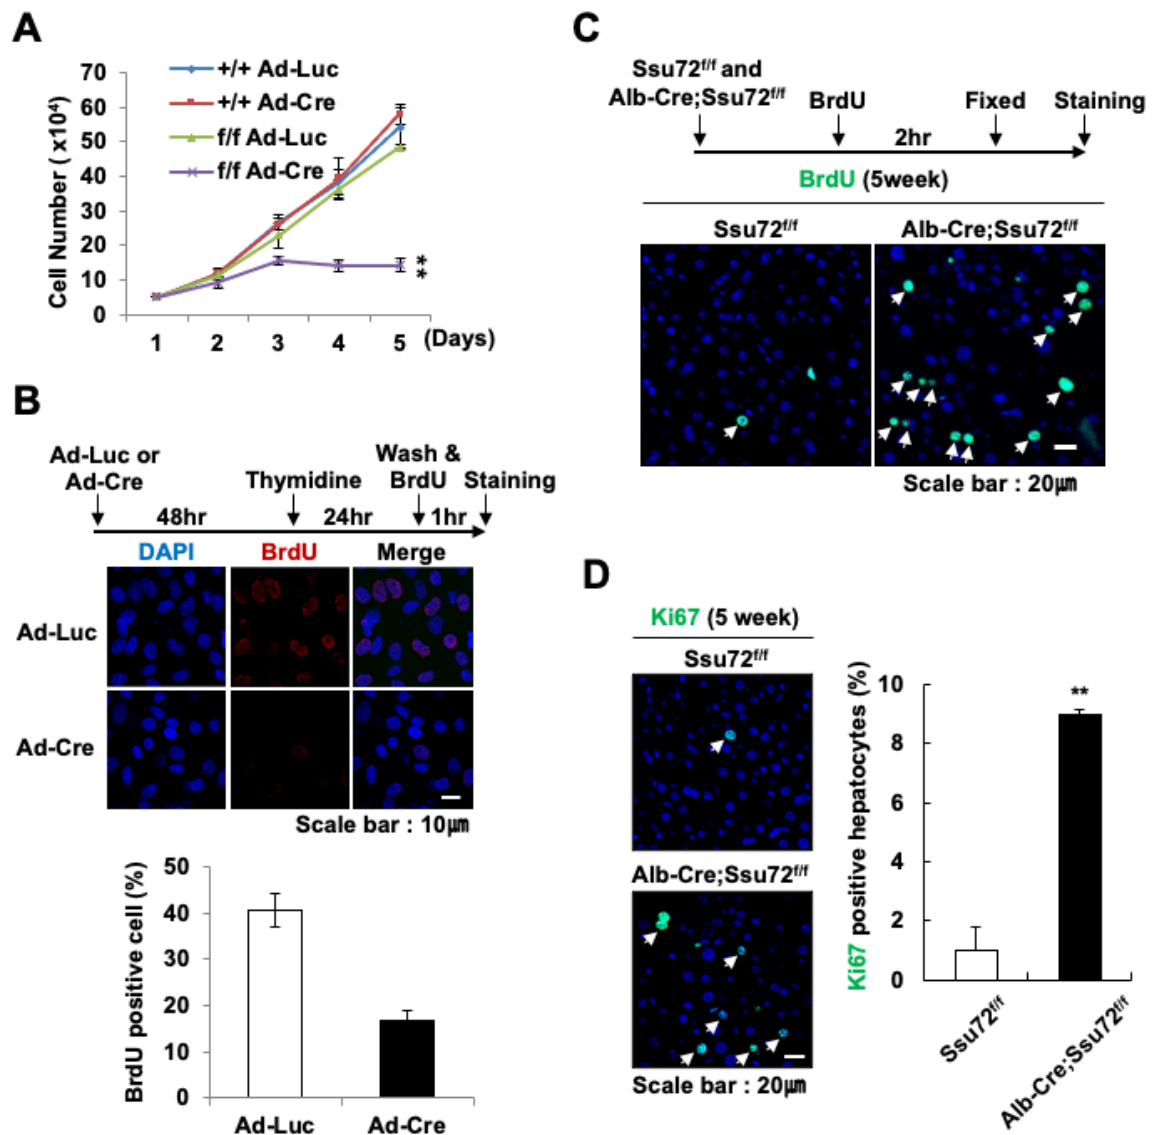 A
+/+ Ad-Luc
+/+ Ad-Cre
f/f Ad-Luc
f/f Ad-Cre
Cell Number ( x10⁴)
70
60
50
40
30
20
10
0
**
1 2 3 4 5 (Days)
B
Ad-Luc or
Ad-Cre
Thymidine
Wash &
BrdU
Staining
48hr 24hr 1hr
DAPI BrdU Merge
Ad-Luc
Ad-Cre
Scale bar : 10㎛
BrdU positive cell (%)
50
40
30
20
10
0
Ad-Luc Ad-Cre
C
Ssu72f/f and
Alb-Cre;Ssu72f/f
BrdU
Fixed
Staining
2hr
BrdU (5week)
Ssu72f/f Alb-Cre;Ssu72f/f
Scale bar : 20㎛
D
Ki67 (5 week)
Ssu72f/f
Alb-Cre;Ssu72f/f
Scale bar : 20㎛
Ki67 positive hepatocytes (%)
10
8
6
4
2
0
**
Ssu72f/f
Alb-Cre;Ssu72f/f